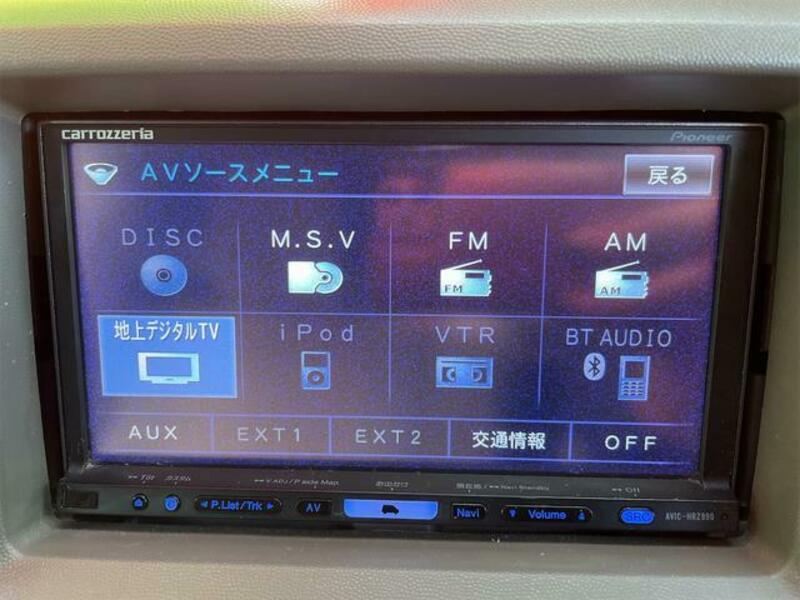 carrozzeria
Pioneer
AVソースメニュー
戻る
DISC
M.S.V
FM
AM
FM
AM
地上デジタルTV
iPod
VTR
BT AUDIO
AUX
EXT1
EXT2
交通情報
OFF
P.List/Trk
AV
Navi
Volume
SRC
AVIC-HRZ990